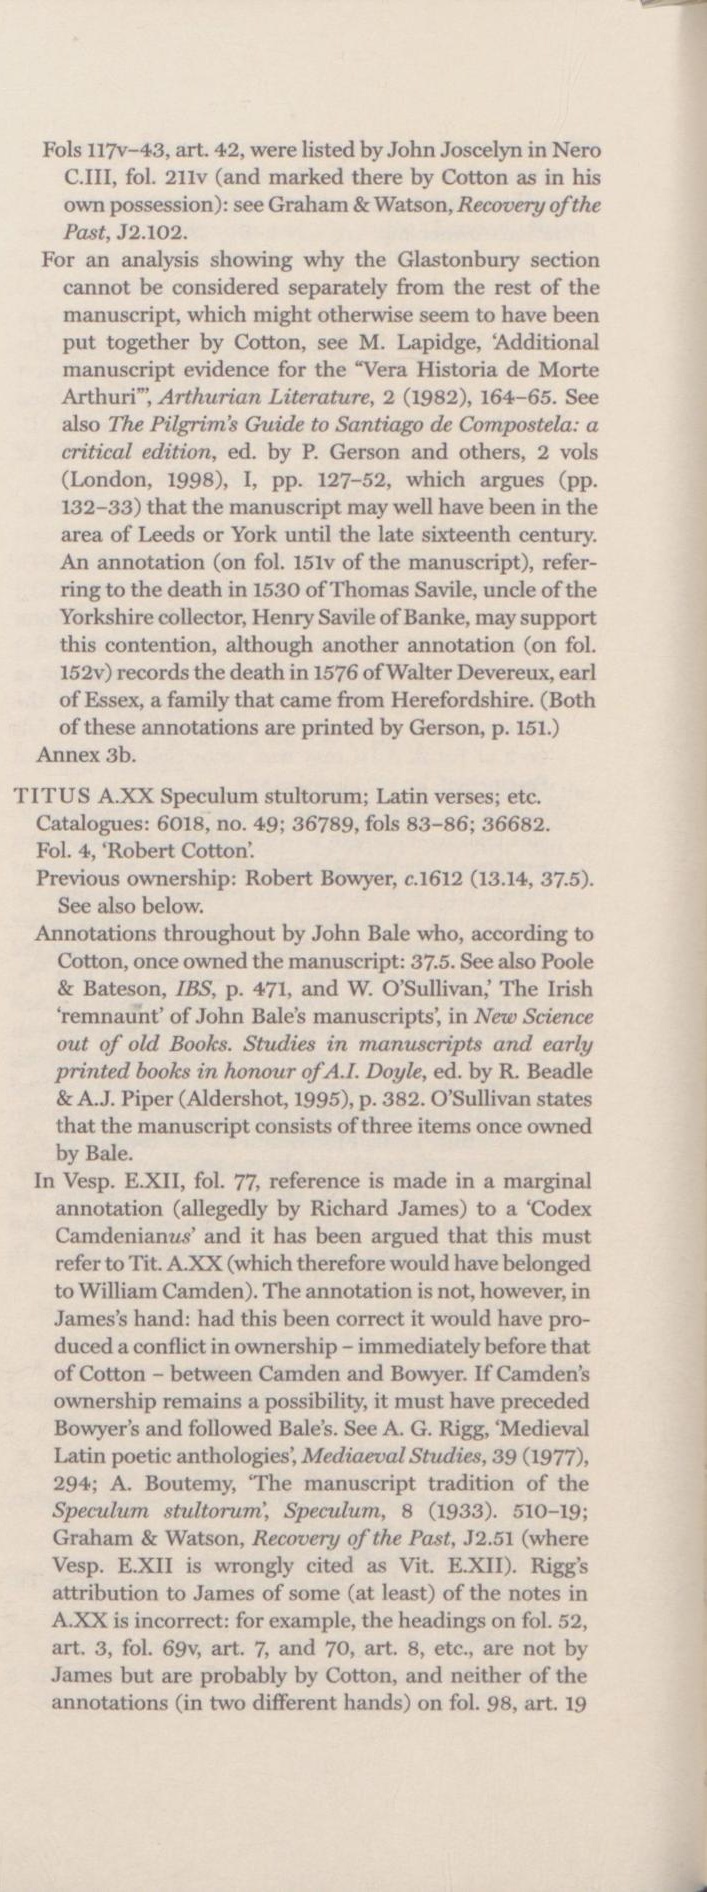 Fols 117v–43, art. 42, were listed by John Joscelyn in Nero
C.III, fol. 211v (and marked there by Cotton as in his
own possession): see Graham & Watson, Recovery of the
Past, J2.102.
For an analysis showing why the Glastonbury section
cannot be considered separately from the rest of the
manuscript, which might otherwise seem to have been
put together by Cotton, see M. Lapidge, ‘Additional
manuscript evidence for the “Vera Historia de Morte
Arthuri”’, Arthurian Literature, 2 (1982), 164–65. See
also The Pilgrim’s Guide to Santiago de Compostela: a
critical edition, ed. by P. Gerson and others, 2 vols
(London, 1998), I, pp. 127–52, which argues (pp.
132–33) that the manuscript may well have been in the
area of Leeds or York until the late sixteenth century.
An annotation (on fol. 151v of the manuscript), refer-
ring to the death in 1530 of Thomas Savile, uncle of the
Yorkshire collector, Henry Savile of Banke, may support
this contention, although another annotation (on fol.
152v) records the death in 1576 of Walter Devereux, earl
of Essex, a family that came from Herefordshire. (Both
of these annotations are printed by Gerson, p. 151.)
Annex 3b.
TITUS A.XX Speculum stultorum; Latin verses; etc.
Catalogues: 6018, no. 49; 36789, fols 83–86; 36682.
Fol. 4, ‘Robert Cotton’.
Previous ownership: Robert Bowyer, c.1612 (13.14, 37.5).
See also below.
Annotations throughout by John Bale who, according to
Cotton, once owned the manuscript: 37.5. See also Poole
& Bateson, IBS, p. 471, and W. O’Sullivan,’ The Irish
‘remnaunt’ of John Bale’s manuscripts’, in New Science
out of old Books. Studies in manuscripts and early
printed books in honour of A.I. Doyle, ed. by R. Beadle
& A.J. Piper (Aldershot, 1995), p. 382. O’Sullivan states
that the manuscript consists of three items once owned
by Bale.
In Vesp. E.XII, fol. 77, reference is made in a marginal
annotation (allegedly by Richard James) to a ‘Codex
Camdenianus’ and it has been argued that this must
refer to Tit. A.XX (which therefore would have belonged
to William Camden). The annotation is not, however, in
James’s hand: had this been correct it would have pro-
duced a conflict in ownership – immediately before that
of Cotton – between Camden and Bowyer. If Camden’s
ownership remains a possibility, it must have preceded
Bowyer’s and followed Bale’s. See A. G. Rigg, ‘Medieval
Latin poetic anthologies’, Mediaeval Studies, 39 (1977),
294; A. Boutemy, ‘The manuscript tradition of the
Speculum stultorum’, Speculum, 8 (1933). 510–19;
Graham & Watson, Recovery of the Past, J2.51 (where
Vesp. E.XII is wrongly cited as Vit. E.XII). Rigg’s
attribution to James of some (at least) of the notes in
A.XX is incorrect: for example, the headings on fol. 52,
art. 3, fol. 69v, art. 7, and 70, art. 8, etc., are not by
James but are probably by Cotton, and neither of the
annotations (in two different hands) on fol. 98, art. 19